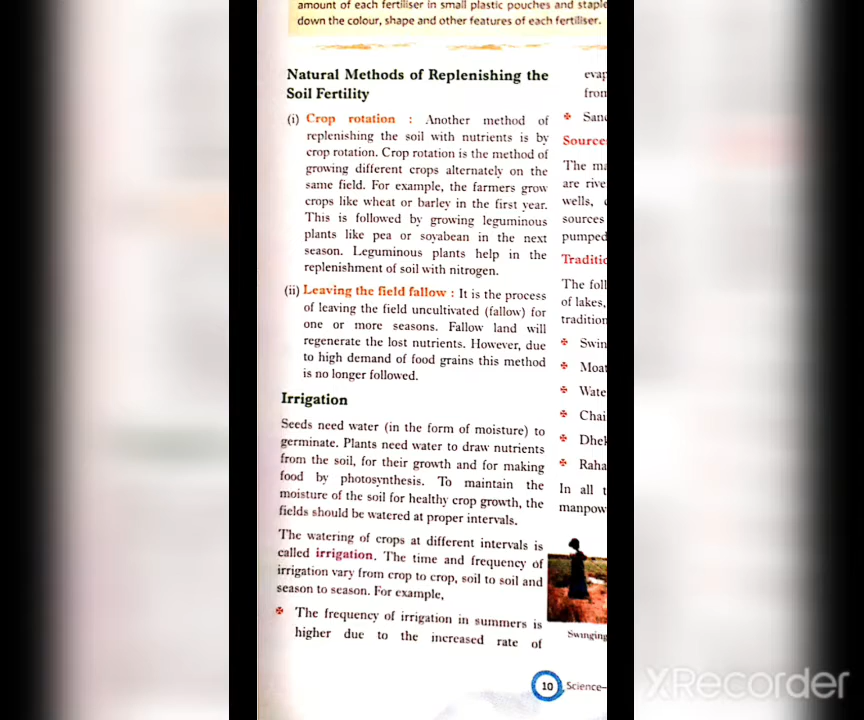 amount of each fertiliser in small plastic pouches and staple
down the colour, shape and other features of each fertiliser.
Natural Methods of Replenishing the
Soil Fertility
(i) Crop rotation : Another method of
replenishing the soil with nutrients is by
crop rotation. Crop rotation is the method of
growing different crops alternately on the
same field. For example, the farmers grow
crops like wheat or barley in the first year.
This is followed by growing leguminous
plants like pea or soyabean in the next
season. Leguminous plants help in the
replenishment of soil with nitrogen.
(ii) Leaving the field fallow : It is the process
of leaving the field uncultivated (fallow) for
one or more seasons. Fallow land will
regenerate the lost nutrients. However, due
to high demand of food grains this method
is no longer followed.
Irrigation
Seeds need water (in the form of moisture) to
germinate. Plants need water to draw nutrients
from the soil, for their growth and for making
food by photosynthesis. To maintain the
moisture of the soil for healthy crop growth, the
fields should be watered at proper intervals.
The watering of crops at different intervals is
called irrigation. The time and frequency of
irrigation vary from crop to crop, soil to soil and
season to season. For example,
The frequency of irrigation in summers is
higher due to the increased rate of
evap
from
Sand
Source
The ma
are rive
wells,
sources
pumped
Traditio
The foll
of lakes,
tradition
Swin
Moat
Wate
Chai
Dhek
Raha
In all t
manpow
Swinging
10 Science–
XRecorder